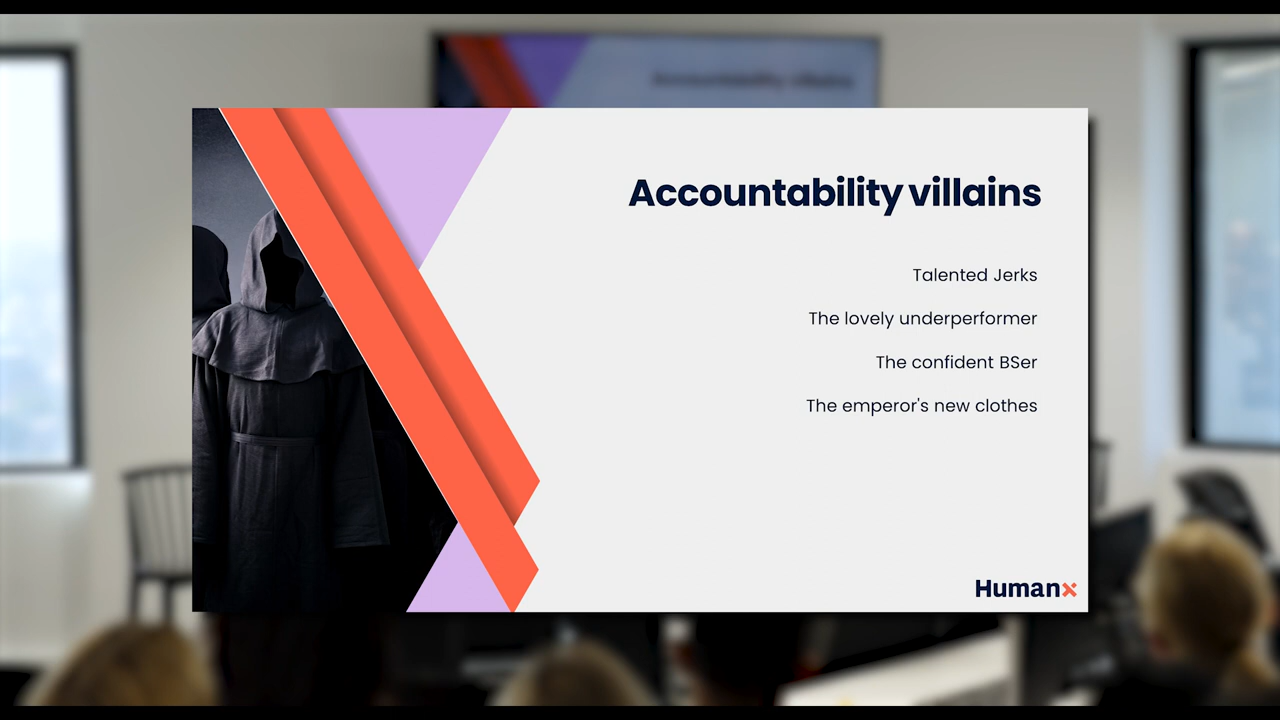 Accountability villains
Talented Jerks
The lovely underperformer
The confident BSer
The emperor's new clothes
Humanx